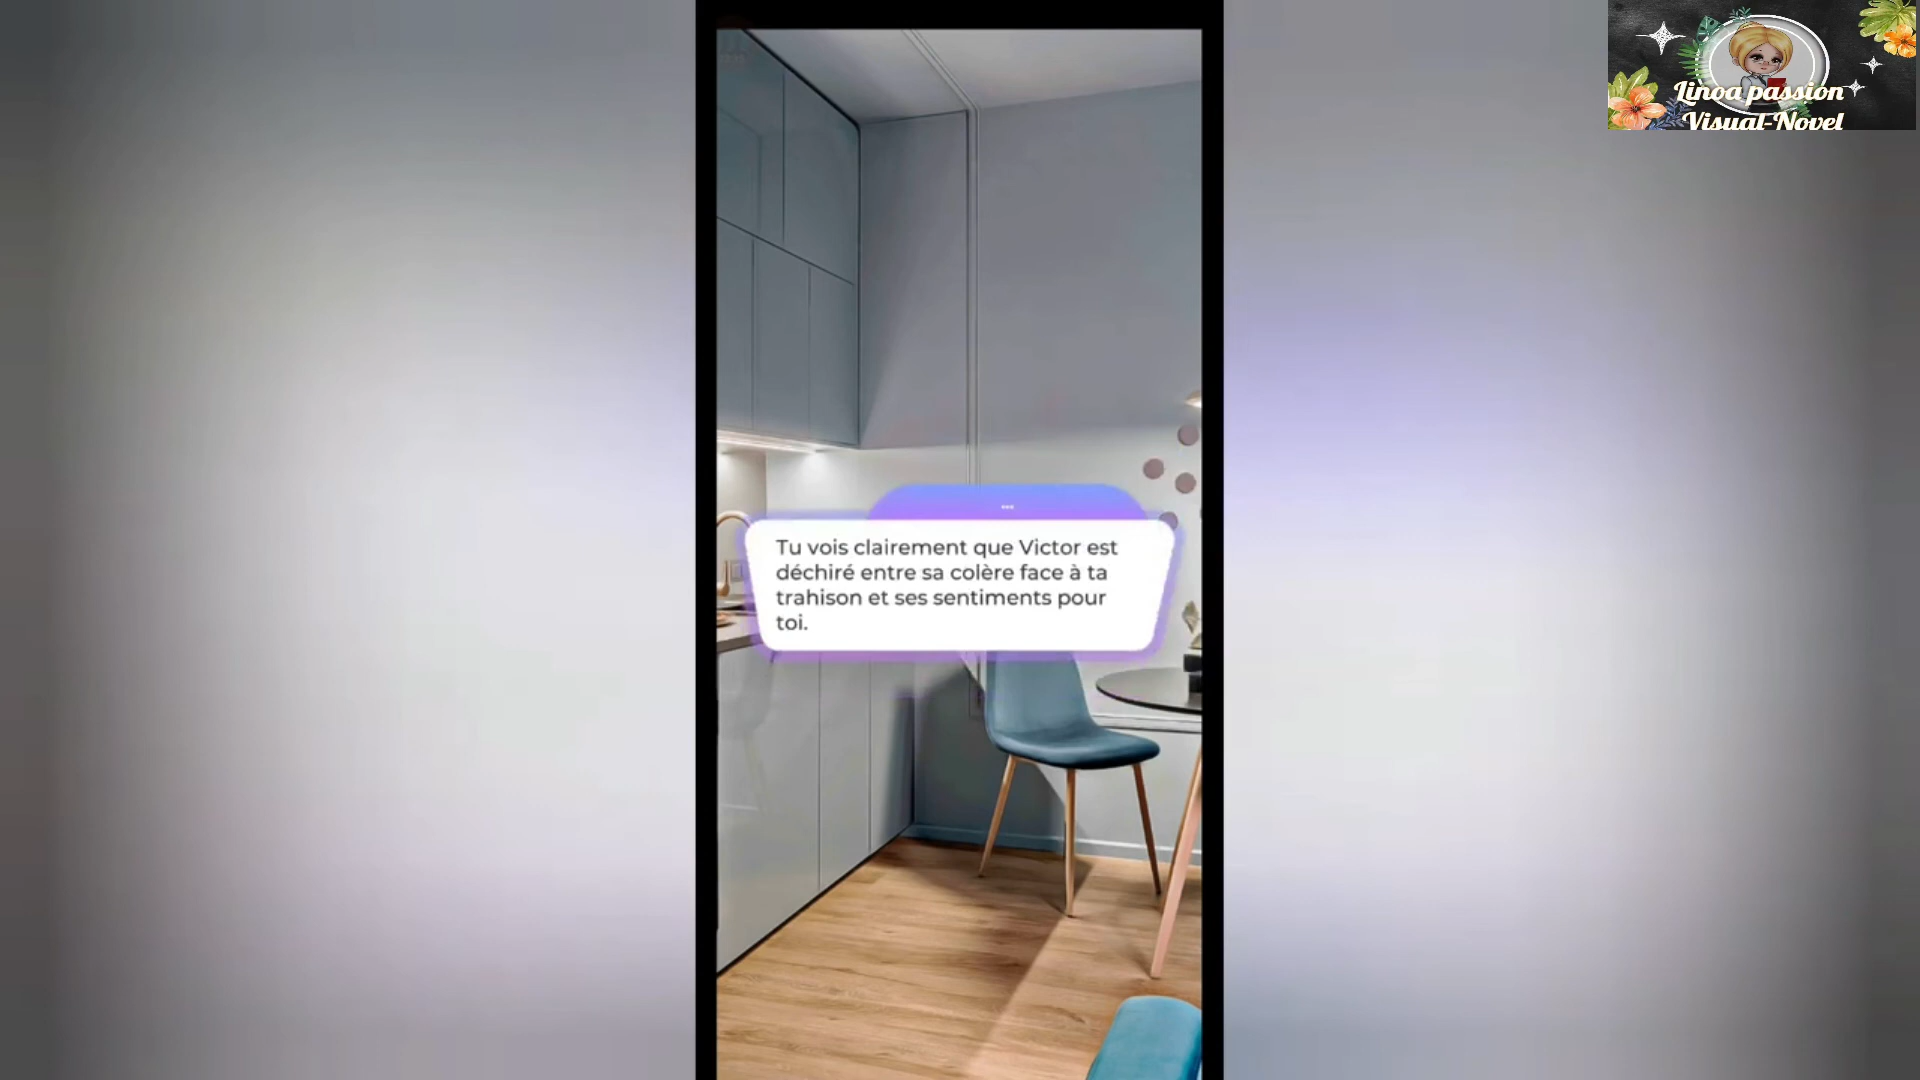 Linoa passion
Visual-Novel
...
Tu vois clairement que Victor est
déchiré entre sa colère face à ta
trahison et ses sentiments pour
toi.